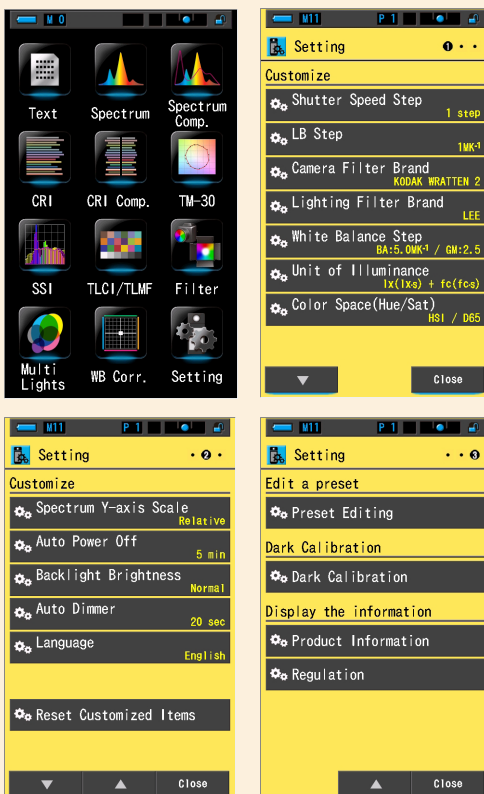 M 0
Text
Spectrum
Spectrum
Comp.
CRI
CRI Comp.
TM-30
SSI
TLCI/TLMF
Filter
Multi
Lights
WB Corr.
Setting
M11 P 1
Setting ❶ · ·
Customize
Shutter Speed Step
1 step
LB Step
1MK⁻¹
Camera Filter Brand
KODAK WRATTEN 2
Lighting Filter Brand
LEE
White Balance Step
BA:5.0MK⁻¹ / GM:2.5
Unit of Illuminance
lx(lx·s) + fc(fc·s)
Color Space(Hue/Sat)
HSI / D65
▼ Close
M11 P 1
Setting · ❷ ·
Customize
Spectrum Y-axis Scale
Relative
Auto Power Off
5 min
Backlight Brightness
Normal
Auto Dimmer
20 sec
Language
English
Reset Customized Items
▼ ▲ Close
M11 P 1
Setting · · ❸
Edit a preset
Preset Editing
Dark Calibration
Dark Calibration
Display the information
Product Information
Regulation
▲ Close